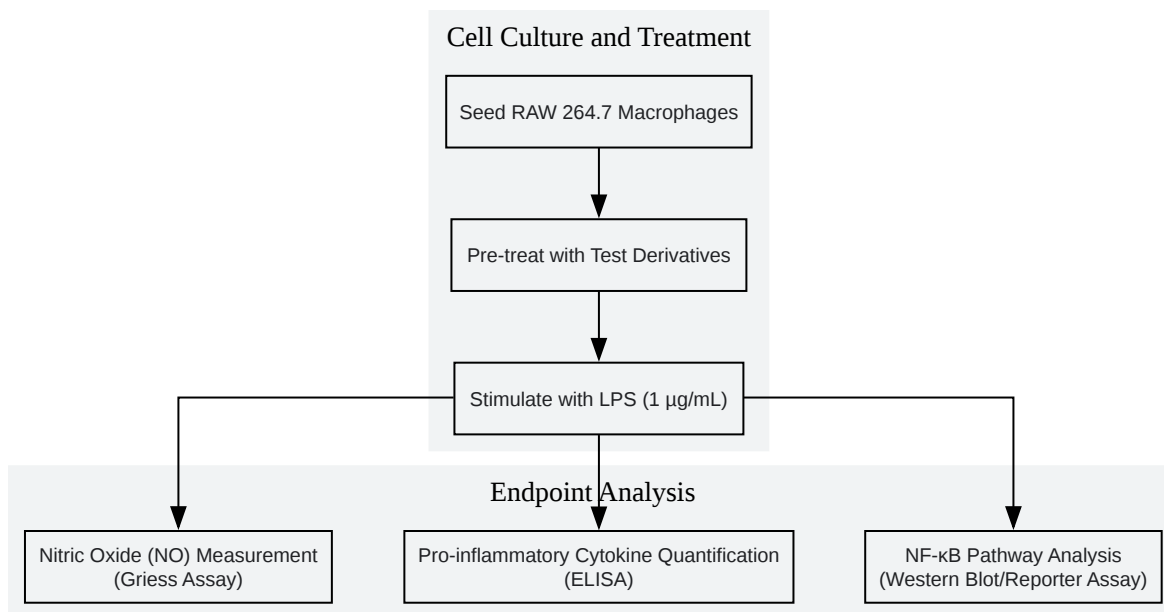 Cell Culture and Treatment
Seed RAW 264.7 Macrophages
Pre-treat with Test Derivatives
Stimulate with LPS (1 µg/mL)
Endpoint Analysis
Nitric Oxide (NO) Measurement
(Griess Assay)
Pro-inflammatory Cytokine Quantification
(ELISA)
NF-κB Pathway Analysis
(Western Blot/Reporter Assay)